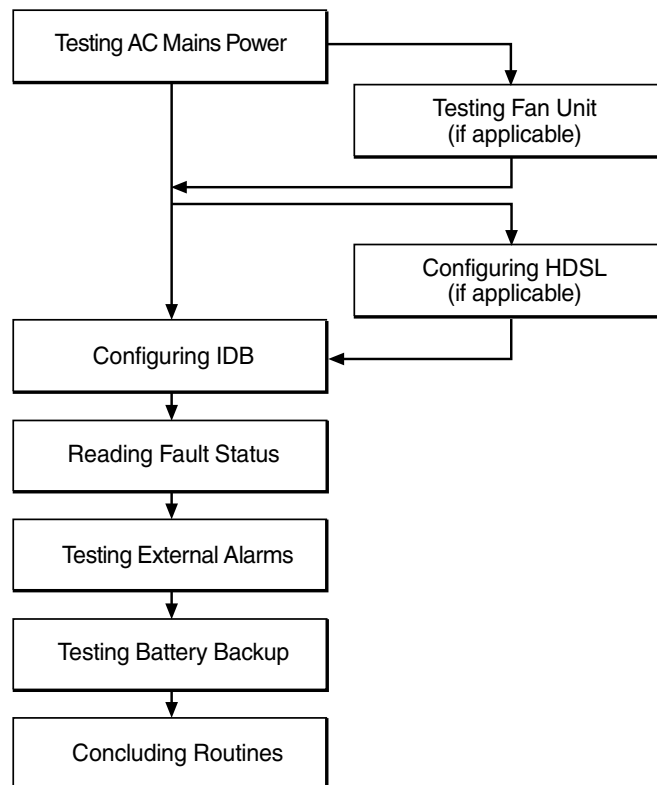 Testing AC Mains Power
Testing Fan Unit
(if applicable)
Configuring HDSL
(if applicable)
Configuring IDB
Reading Fault Status
Testing External Alarms
Testing Battery Backup
Concluding Routines